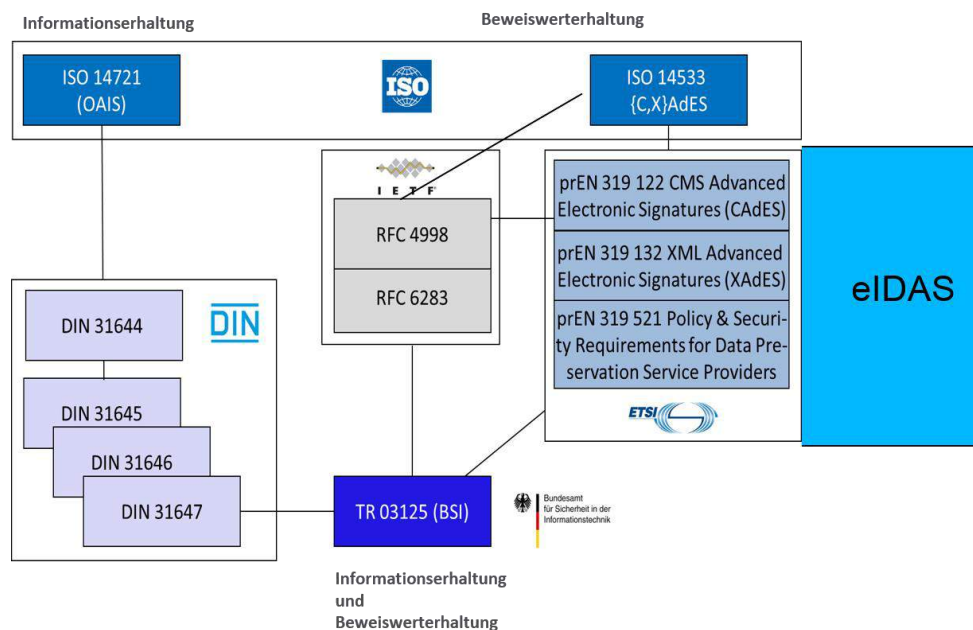 Informationserhaltung
Beweiswerterhaltung
ISO 14721
(OAIS)
ISO
ISO 14533
{C,X}AdES
I E T F®
RFC 4998
RFC 6283
prEN 319 122 CMS Advanced
Electronic Signatures (CAdES)
prEN 319 132 XML Advanced
Electronic Signatures (XAdES)
prEN 319 521 Policy & Securi-
ty Requirements for Data Pre-
servation Service Providers
ETSI
eIDAS
DIN 31644
DIN
DIN 31645
DIN 31646
DIN 31647
TR 03125 (BSI)
Bundesamt
für Sicherheit in der
Informationstechnik
Informationserhaltung
und
Beweiswerterhaltung